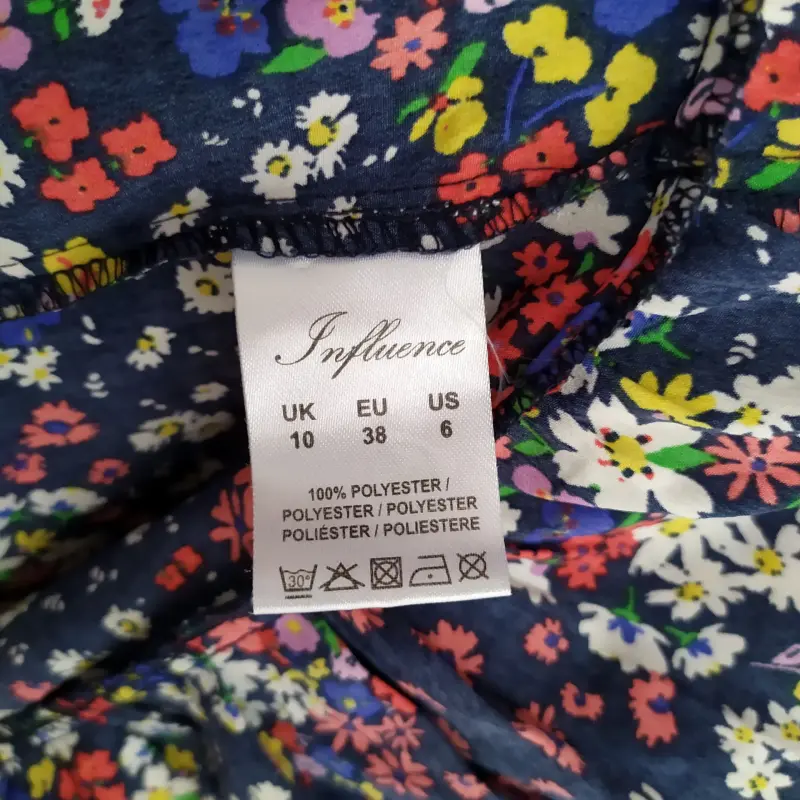 Influence
UK EU US
10 38 6
100% POLYESTER /
POLYESTER / POLYESTER
POLIÉSTER / POLIESTERE
30°